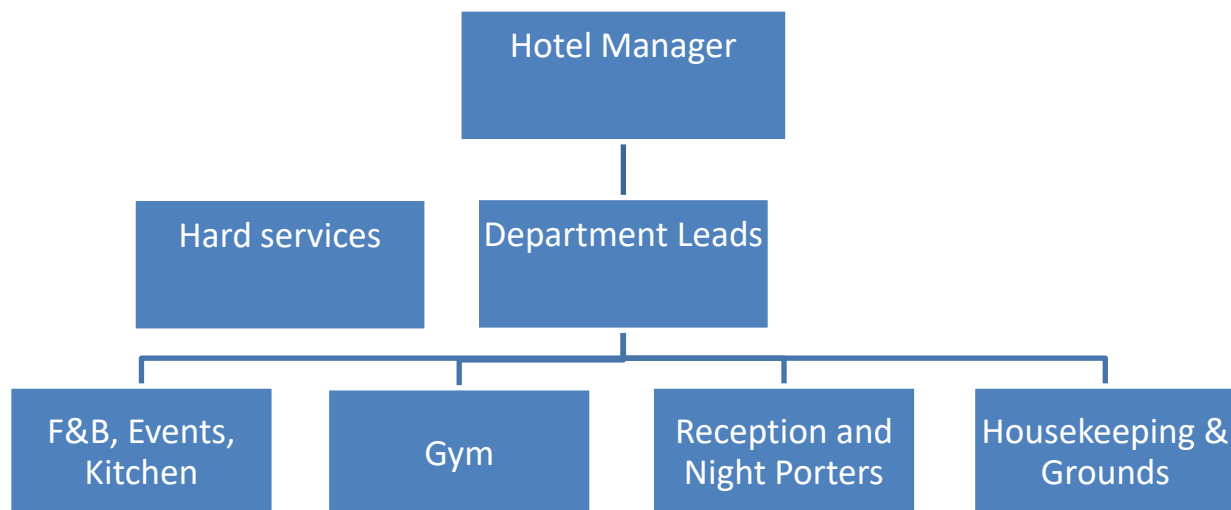 Hotel Manager
Hard services
Department Leads
F&B, Events,
Kitchen
Gym
Reception and
Night Porters
Housekeeping &
Grounds